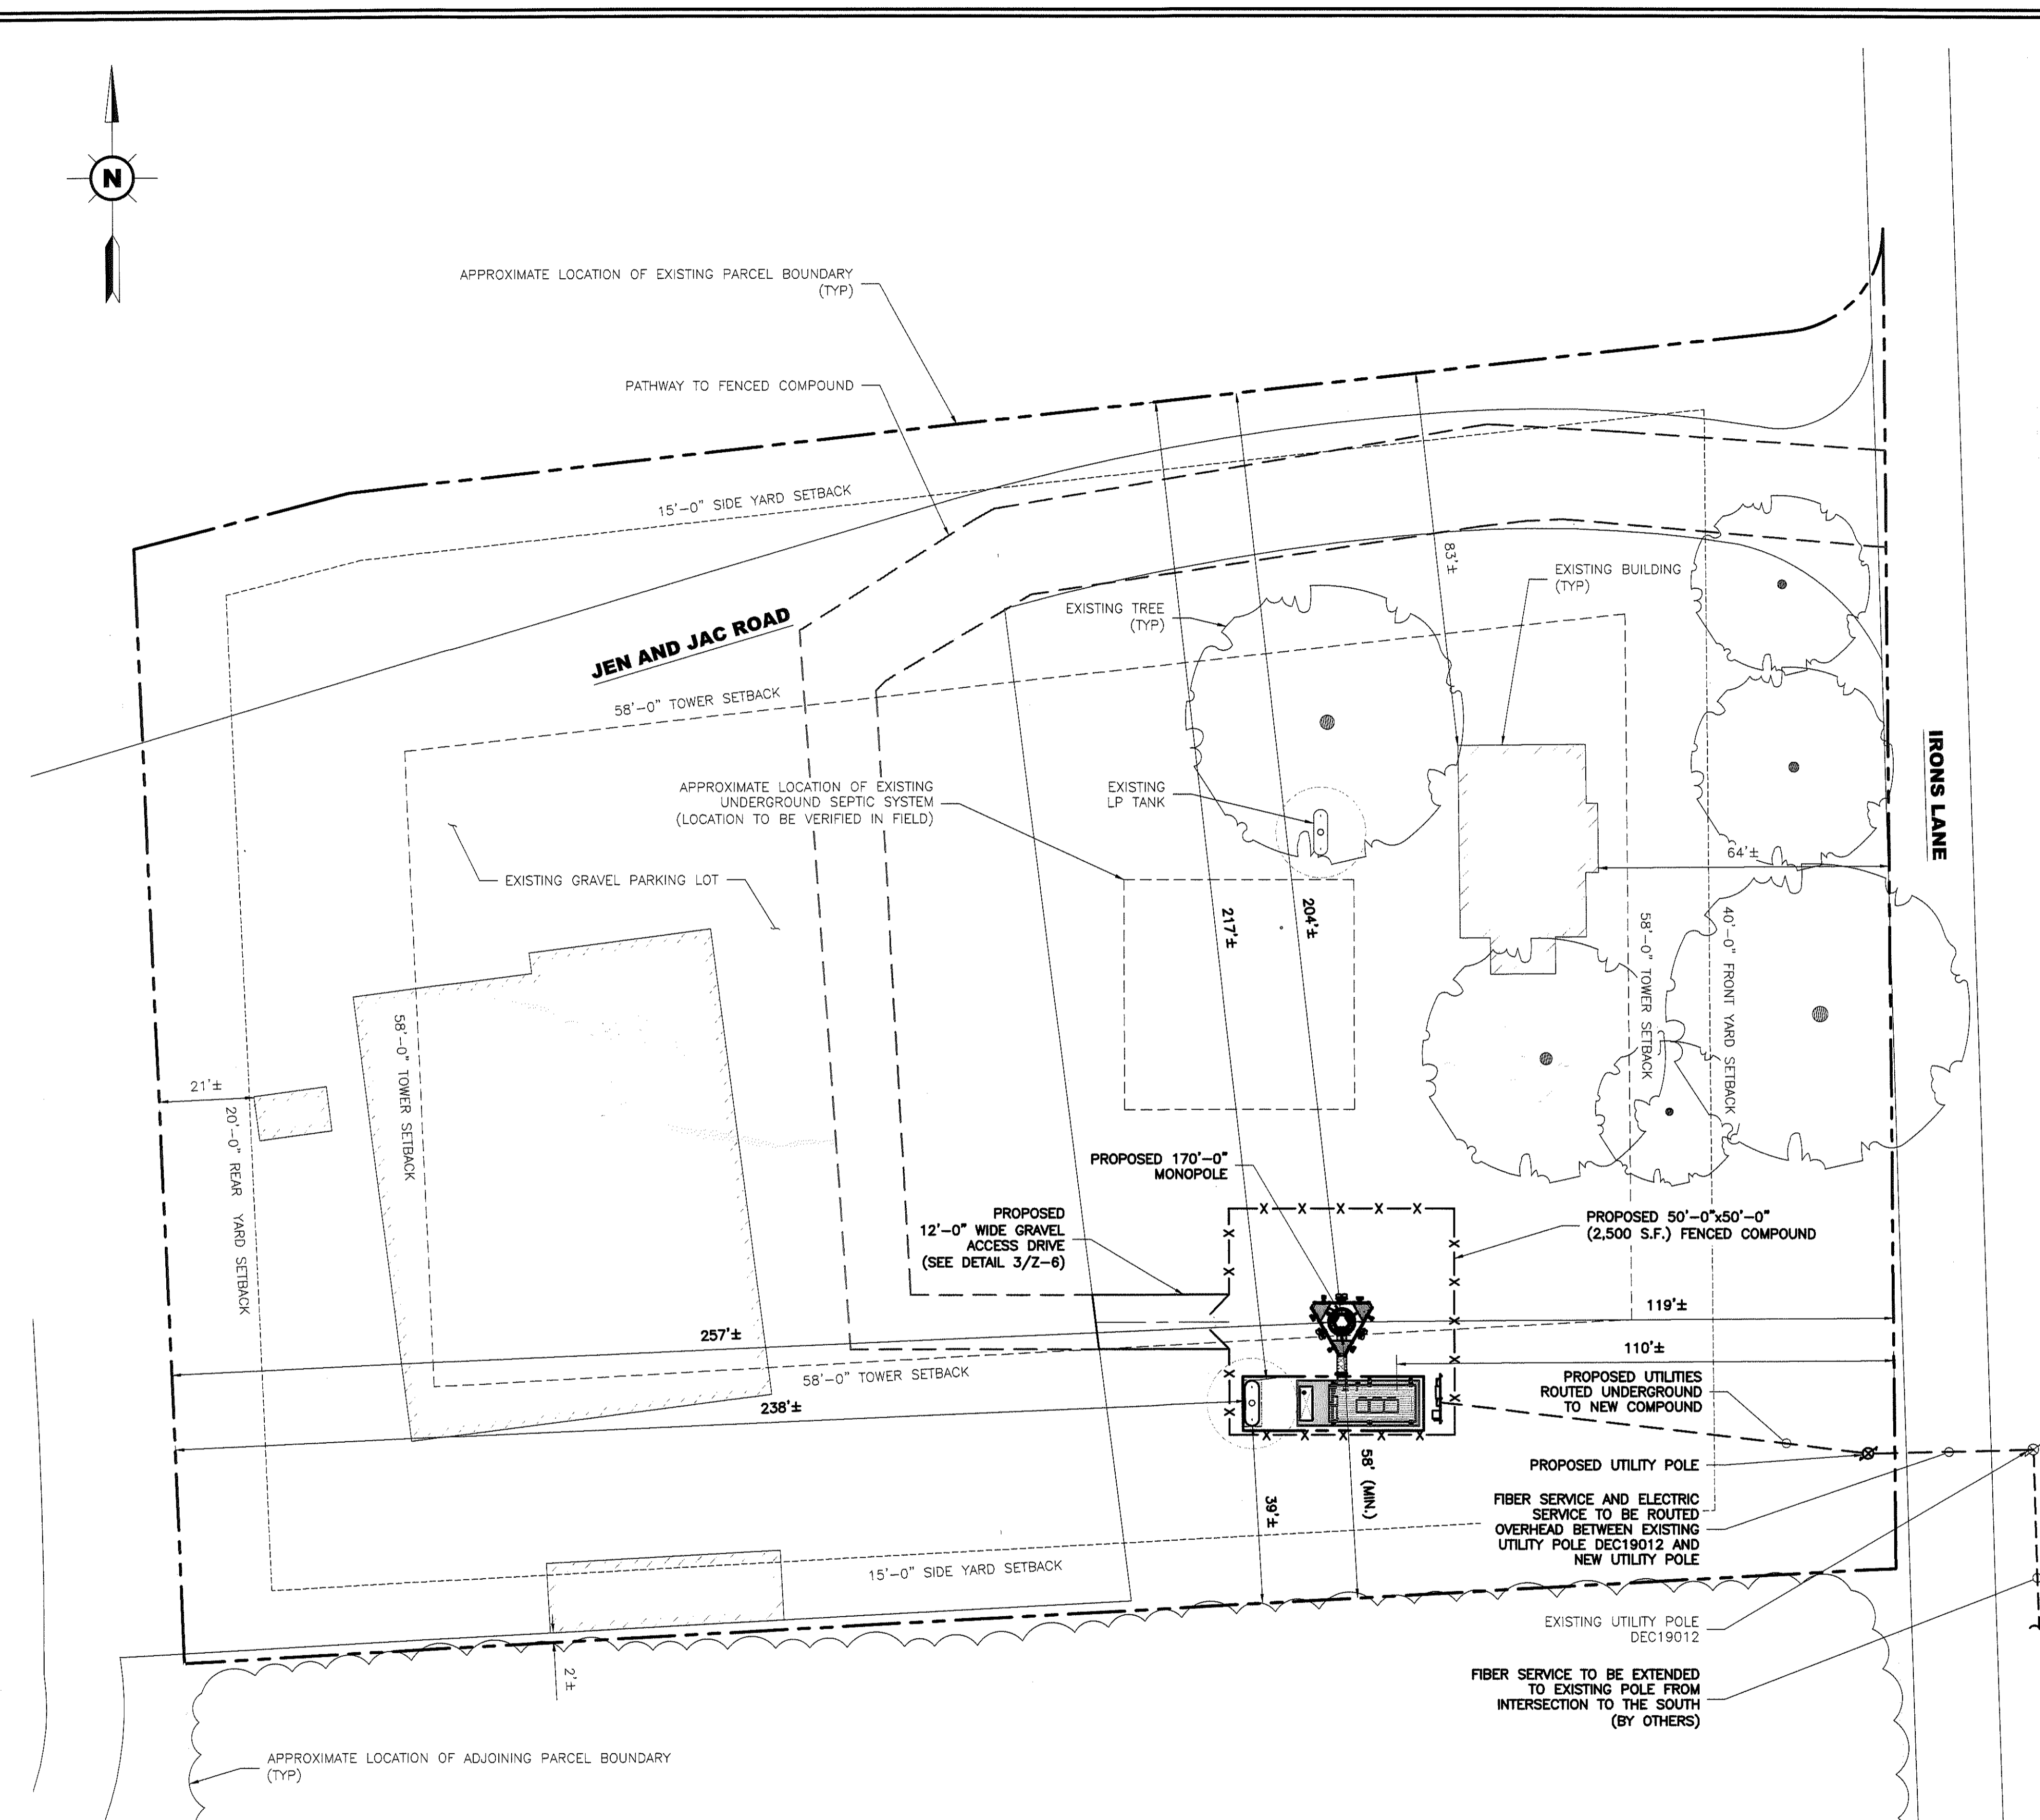 N
APPROXIMATE LOCATION OF EXISTING PARCEL BOUNDARY
(TYP)
PATHWAY TO FENCED COMPOUND
15'-0" SIDE YARD SETBACK
JEN AND JAC ROAD
58'-0" TOWER SETBACK
83'±
EXISTING BUILDING
(TYP)
EXISTING TREE
(TYP)
IRONS LANE
APPROXIMATE LOCATION OF EXISTING
UNDERGROUND SEPTIC SYSTEM
(LOCATION TO BE VERIFIED IN FIELD)
EXISTING
LP TANK
64'±
EXISTING GRAVEL PARKING LOT
217'±
204'±
58'-0" TOWER SETBACK
40'-0" FRONT YARD SETBACK
58'-0" TOWER SETBACK
21'±
20'-0" REAR YARD SETBACK
PROPOSED 170'-0"
MONOPOLE
PROPOSED
12'-0" WIDE GRAVEL
ACCESS DRIVE
(SEE DETAIL 3/Z-6)
PROPOSED 50'-0"x50'-0"
(2,500 S.F.) FENCED COMPOUND
119'±
257'±
110'±
58'-0" TOWER SETBACK
238'±
PROPOSED UTILITIES
ROUTED UNDERGROUND
TO NEW COMPOUND
PROPOSED UTILITY POLE
58' (MIN.)
39'±
FIBER SERVICE AND ELECTRIC
SERVICE TO BE ROUTED
OVERHEAD BETWEEN EXISTING
UTILITY POLE DEC19012 AND
NEW UTILITY POLE
15'-0" SIDE YARD SETBACK
EXISTING UTILITY POLE
DEC19012
2'±
FIBER SERVICE TO BE EXTENDED
TO EXISTING POLE FROM
INTERSECTION TO THE SOUTH
(BY OTHERS)
APPROXIMATE LOCATION OF ADJOINING PARCEL BOUNDARY
(TYP)